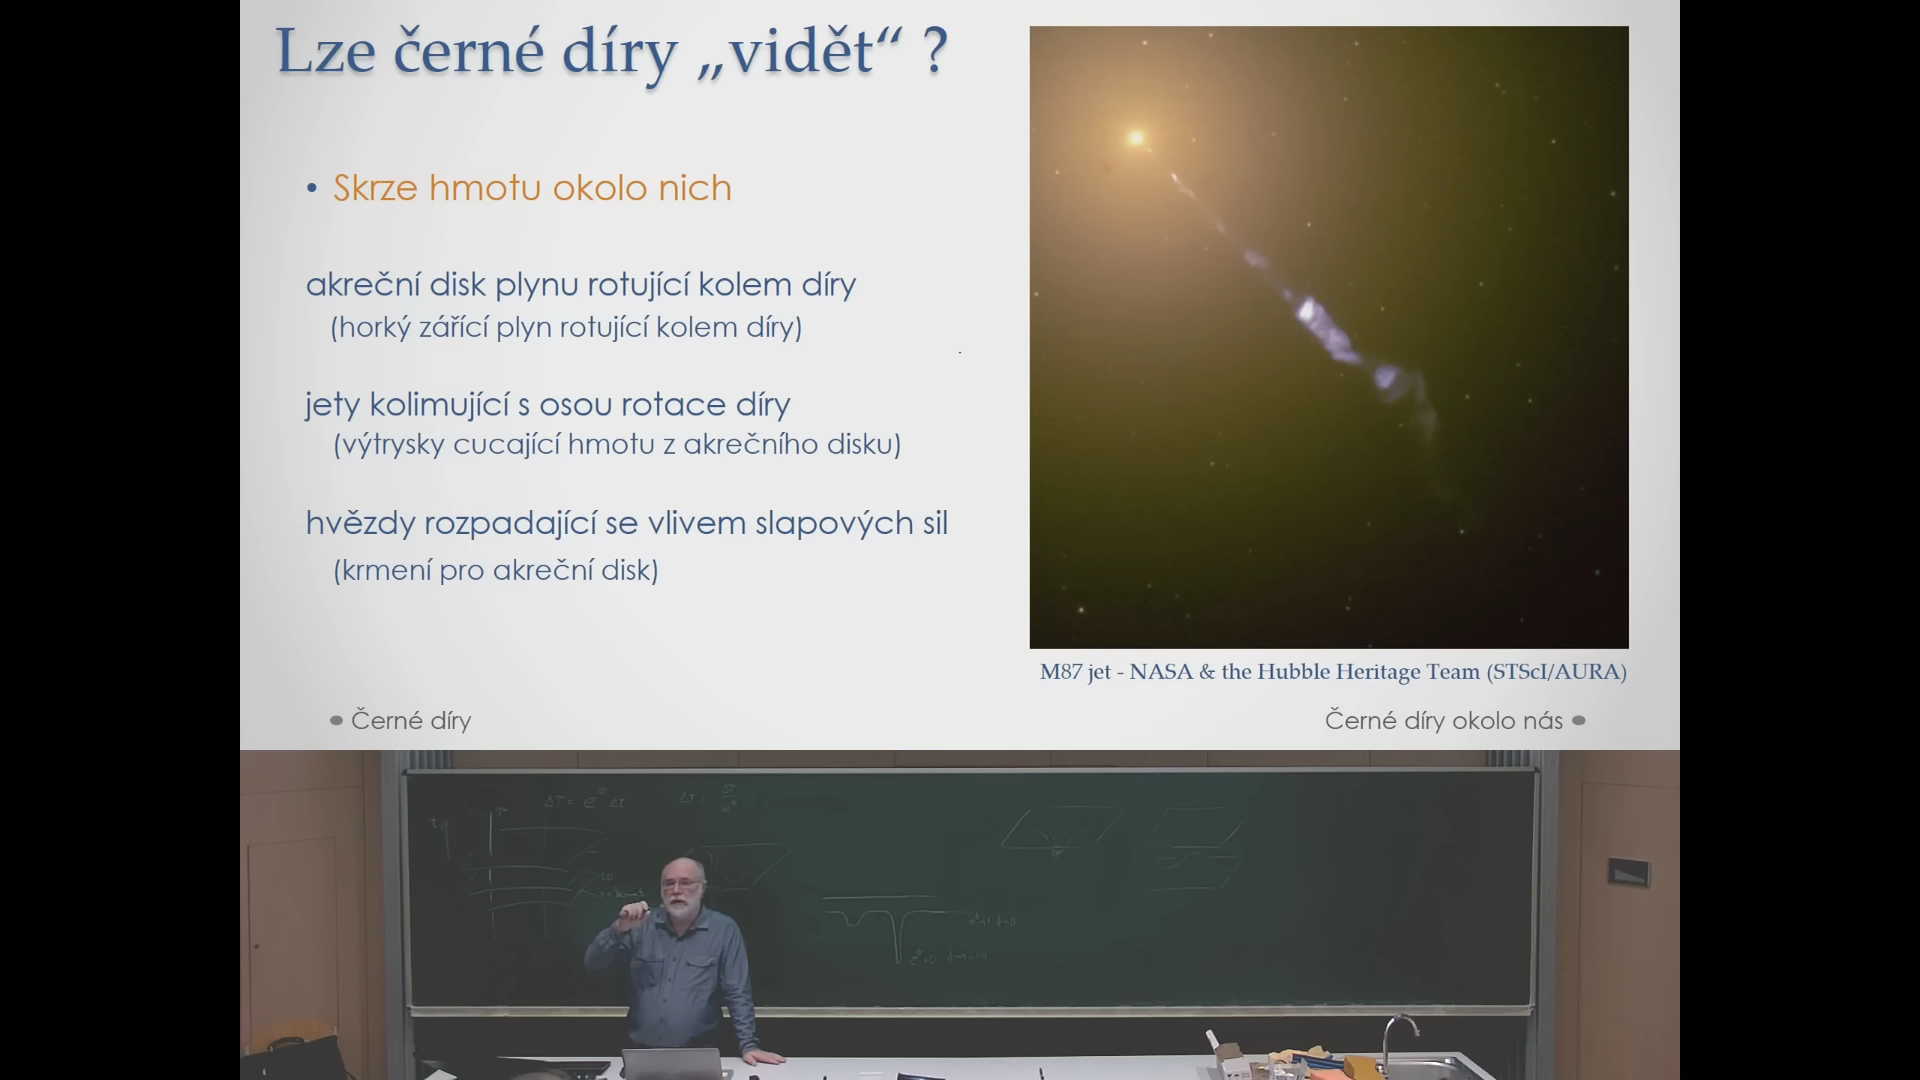 Lze černé díry „vidět“ ?
• Skrze hmotu okolo nich
akreční disk plynu rotující kolem díry
(horký zářící plyn rotující kolem díry)
jety kolimující s osou rotace díry
(výtrysky cucající hmotu z akrečního disku)
hvězdy rozpadající se vlivem slapových sil
(krmení pro akreční disk)
M87 jet - NASA & the Hubble Heritage Team (STScI/AURA)
Černé díry
Černé díry okolo nás